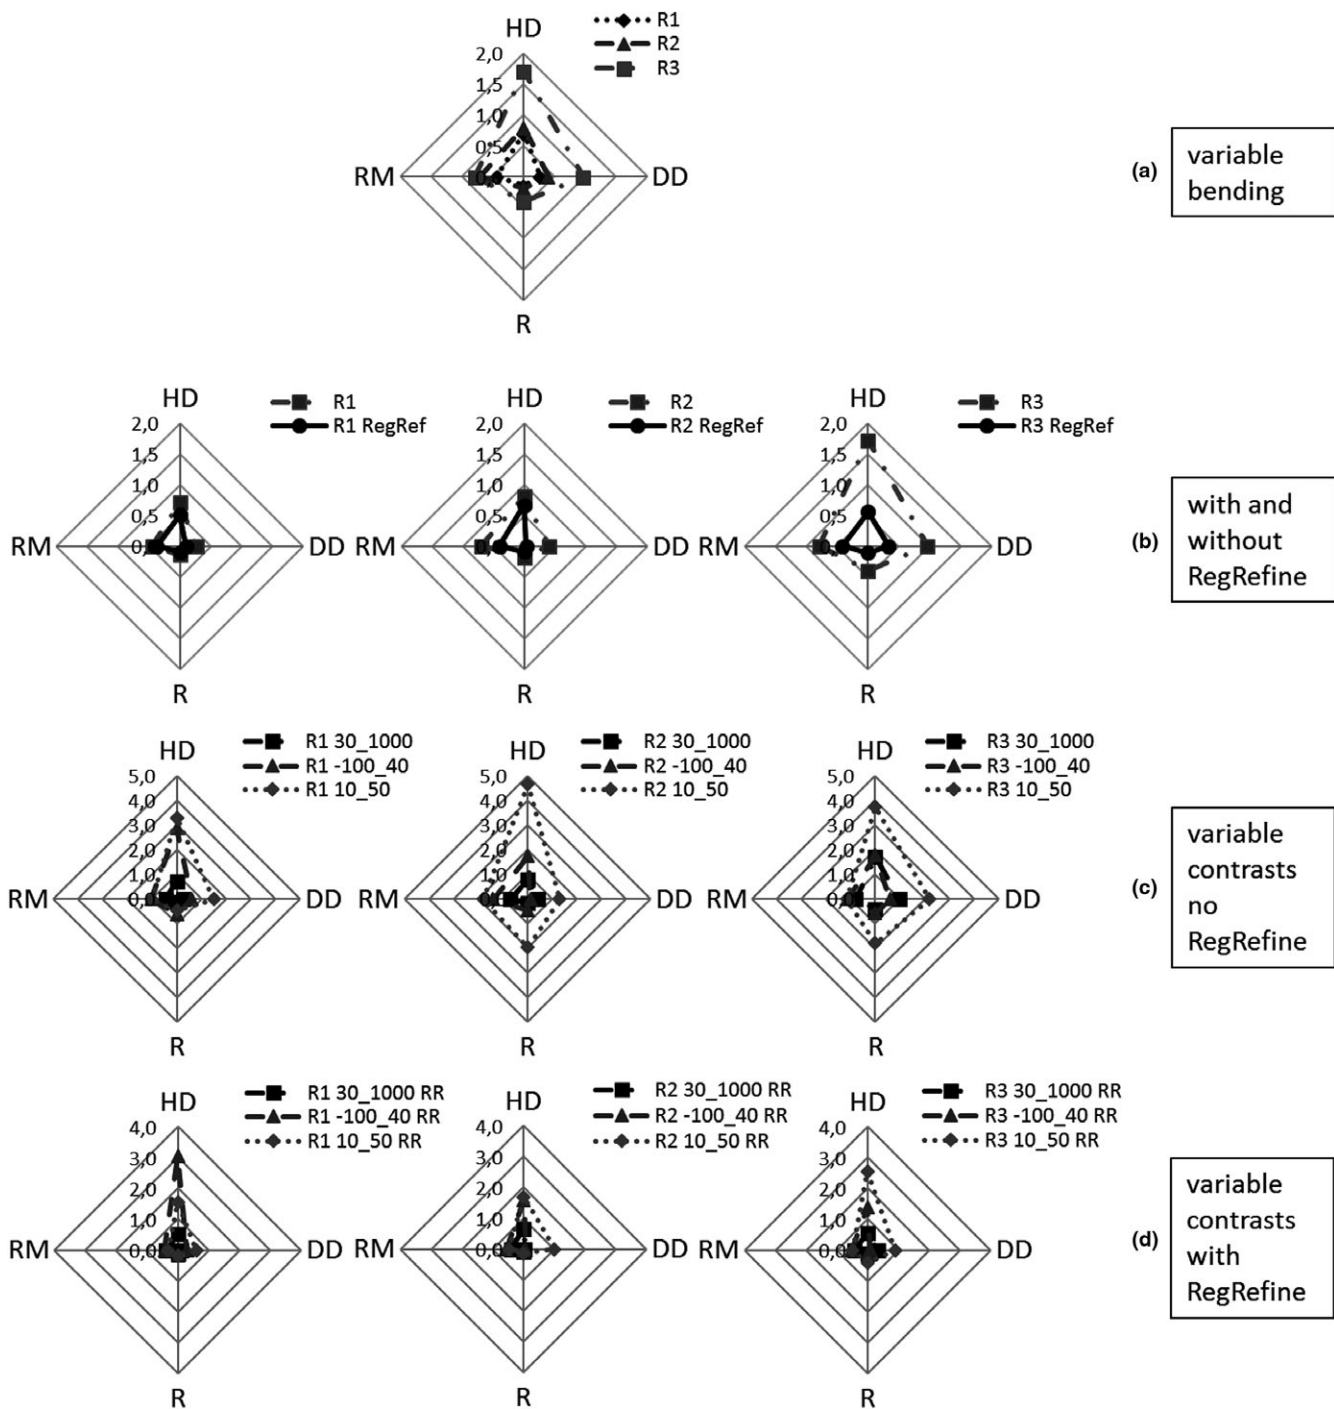 HD
R1
R2
R3
2,0
1,5
1,0
0,5
0,0
RM
DD
R
(a)
variable
bending
HD
R1
R1 RegRef
2,0
1,5
1,0
0,5
RM
DD
R
HD
R2
R2 RegRef
2,0
1,5
1,0
0,5
RM
DD
R
HD
R3
R3 RegRef
2,0
1,5
1,0
0,5
RM
DD
R
(b)
with and
without
RegRefine
HD
R1 30_1000
R1 -100_40
R1 10_50
5,0
4,0
3,0
2,0
1,0
0,0
RM
DD
R
HD
R2 30_1000
R2 -100_40
R2 10_50
5,0
4,0
3,0
2,0
1,0
0,0
RM
DD
R
HD
R3 30_1000
R3 -100_40
R3 10_50
5,0
4,0
3,0
2,0
1,0
0,0
RM
DD
R
(c)
variable
contrasts
no
RegRefine
HD
R1 30_1000 RR
R1 -100_40 RR
R1 10_50 RR
4,0
3,0
2,0
1,0
0,0
RM
DD
R
HD
R2 30_1000 RR
R2 -100_40 RR
R2 10_50 RR
4,0
3,0
2,0
1,0
0,0
RM
DD
R
HD
R3 30_1000 RR
R3 -100_40 RR
R3 10_50 RR
4,0
3,0
2,0
1,0
0,0
RM
DD
R
(d)
variable
contrasts
with
RegRefine